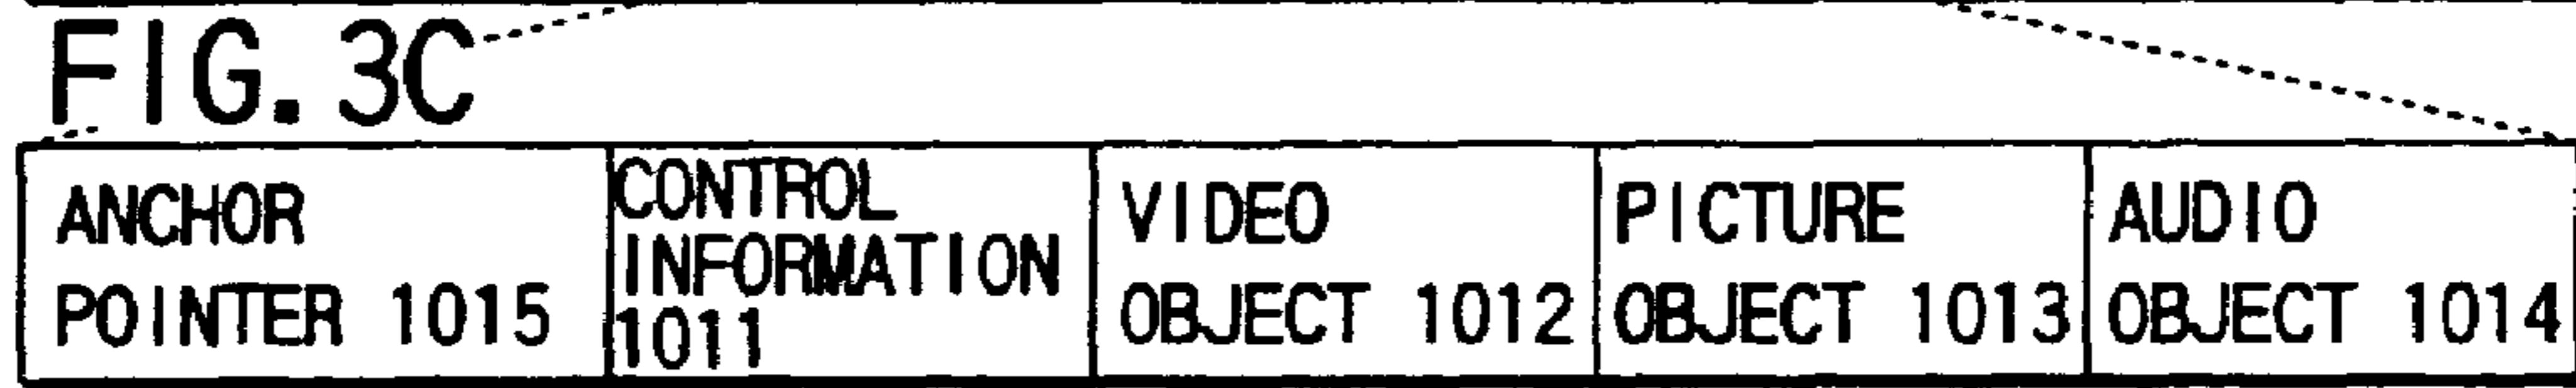 FIG. 3C
ANCHOR
POINTER 1015
CONTROL
INFORMATION
1011
VIDEO
OBJECT 1012
PICTURE
OBJECT 1013
AUDIO
OBJECT 1014